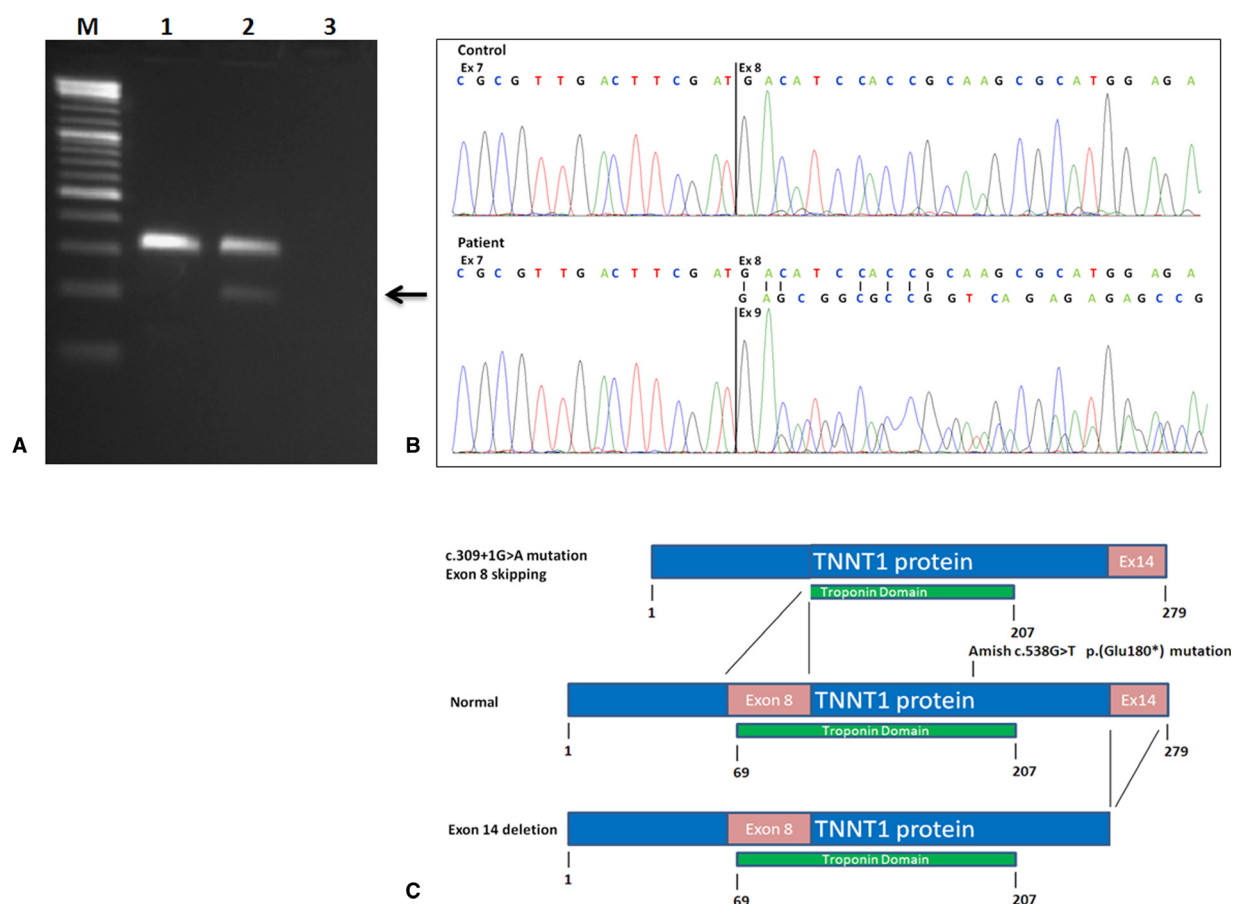 M 1 2 3
A
Control
Ex 7 Ex 8
C G C G T T G A C T T C G A T G A C A T C C A C C G C A A G C G C A T G G A G A
Patient
Ex 7 Ex 8
C G C G T T G A C T T C G A T G A C A T C C A C C G C A A G C G C A T G G A G A
G A G C G G C G C C G G T C A G A G A G A G C C G
Ex 9
B
c.309+1G>A mutation
Exon 8 skipping
TNNT1 protein Ex14
Troponin Domain
1 207 279
Amish c.538G>T p.(Glu180*) mutation
Normal
Exon 8 TNNT1 protein Ex14
Troponin Domain
1 69 207 279
Exon 14 deletion
Exon 8 TNNT1 protein
Troponin Domain
1 69 207
C